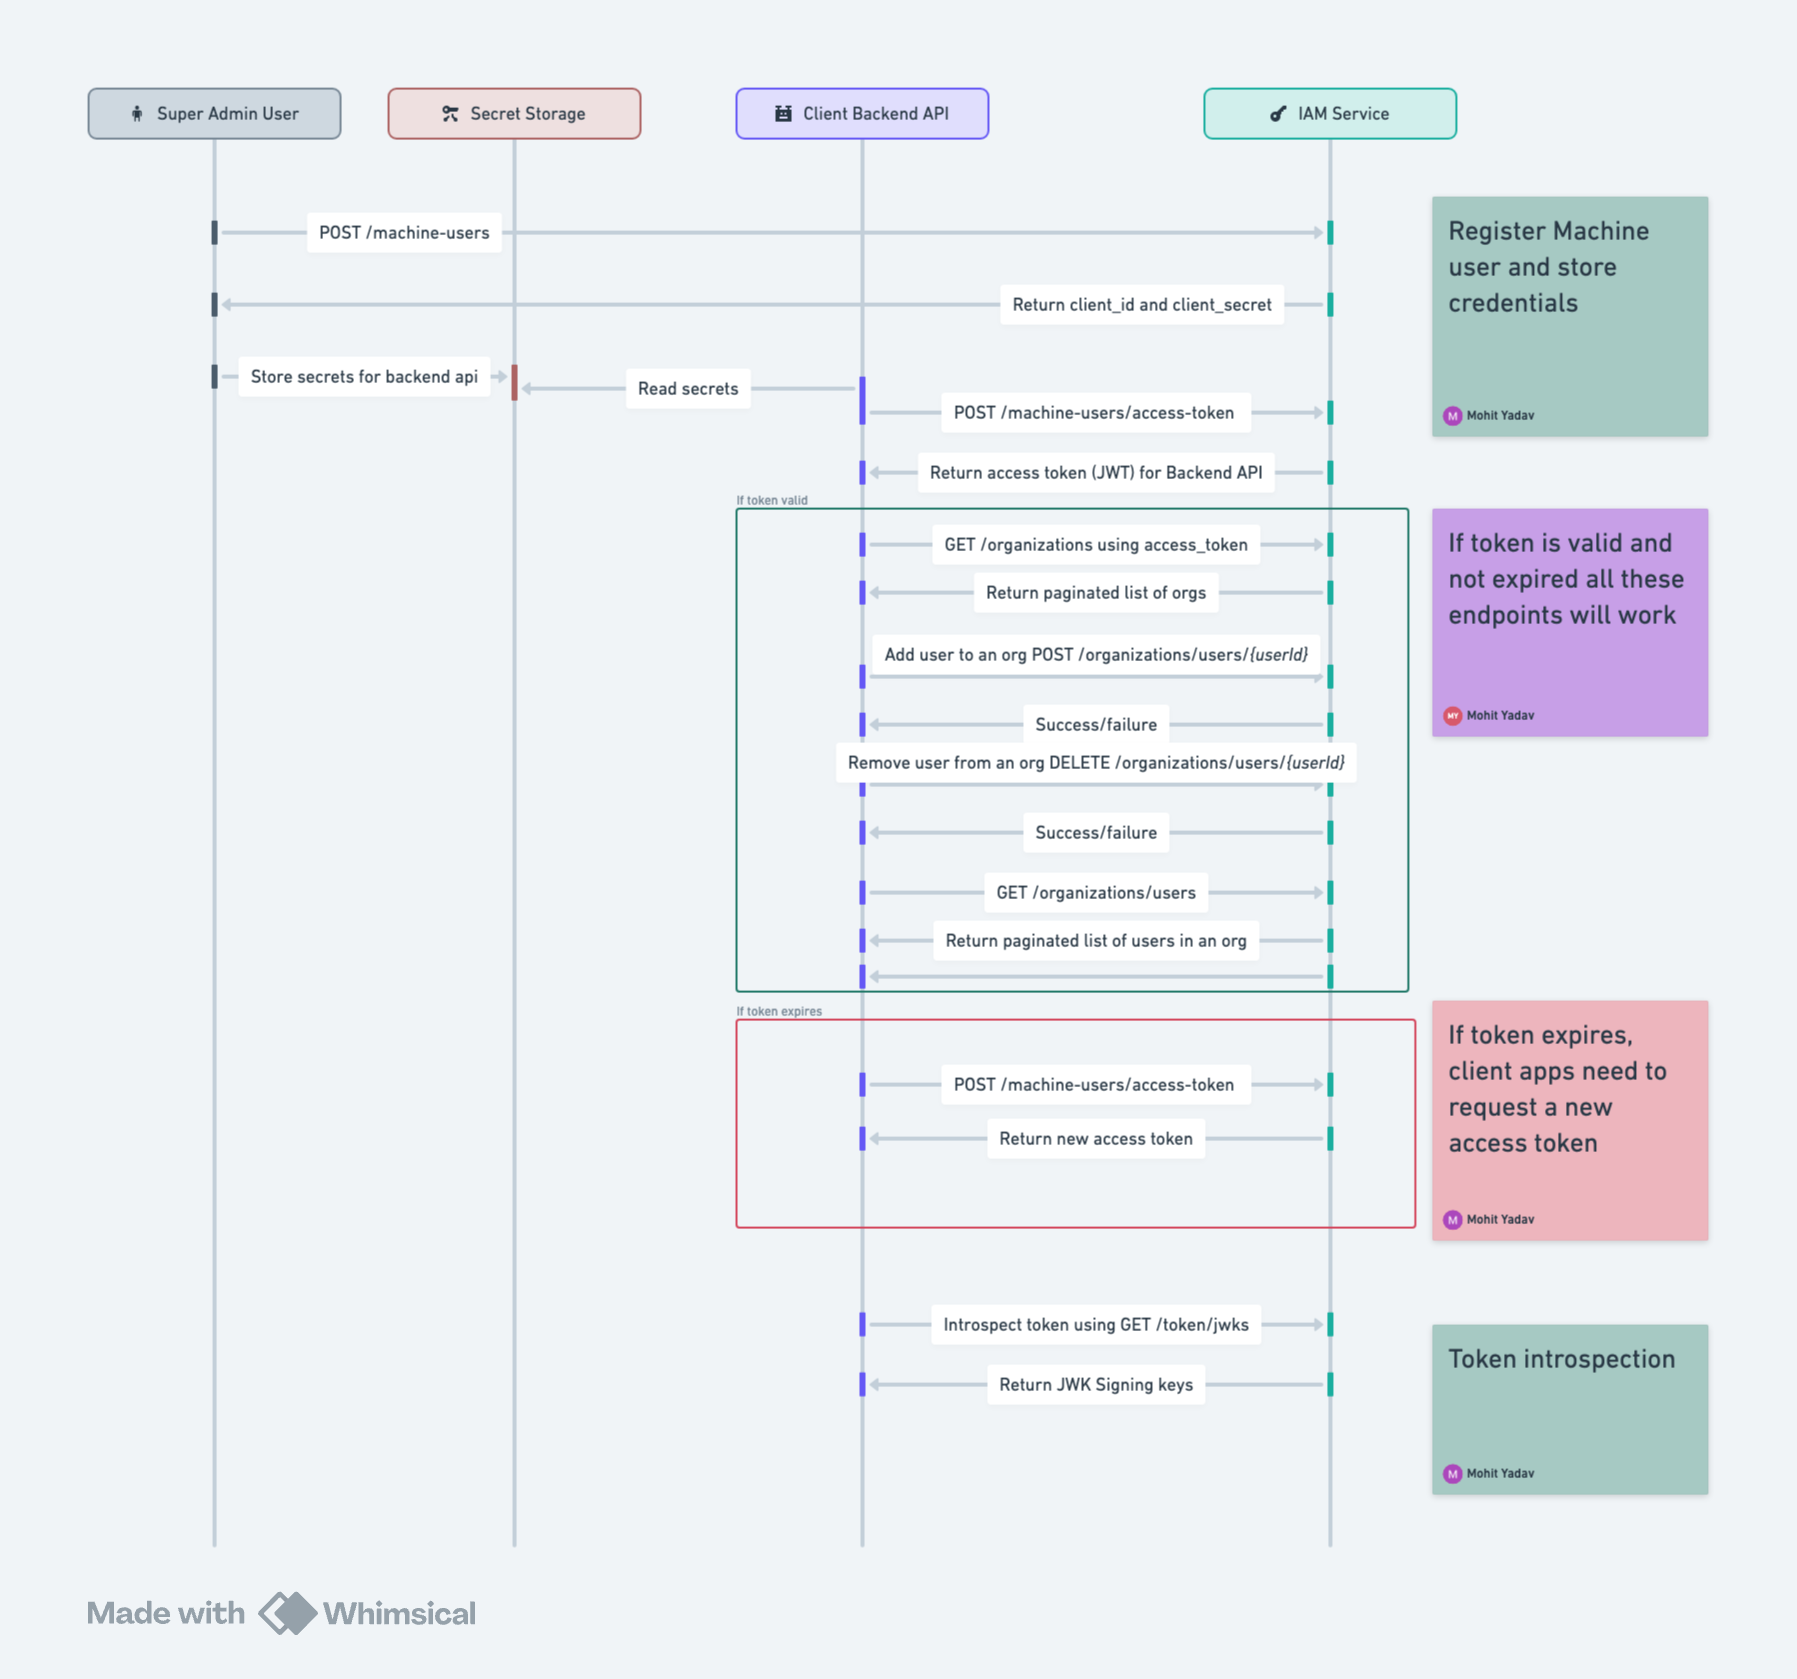 Super Admin User
Secret Storage
Client Backend API
IAM Service
POST /machine-users
Return client_id and client_secret
Store secrets for backend api
Read secrets
POST /machine-users/access-token
Return access token (JWT) for Backend API
Register Machine
user and store
credentials
M Mohit Yadav
If token valid
GET /organizations using access_token
Return paginated list of orgs
Add user to an org POST /organizations/users/{userId}
Success/failure
Remove user from an org DELETE /organizations/users/{userId}
Success/failure
GET /organizations/users
Return paginated list of users in an org
If token is valid and
not expired all these
endpoints will work
MY Mohit Yadav
If token expires
POST /machine-users/access-token
Return new access token
If token expires,
client apps need to
request a new
access token
M Mohit Yadav
Introspect token using GET /token/jwks
Return JWK Signing keys
Token introspection
M Mohit Yadav
Made with Whimsical